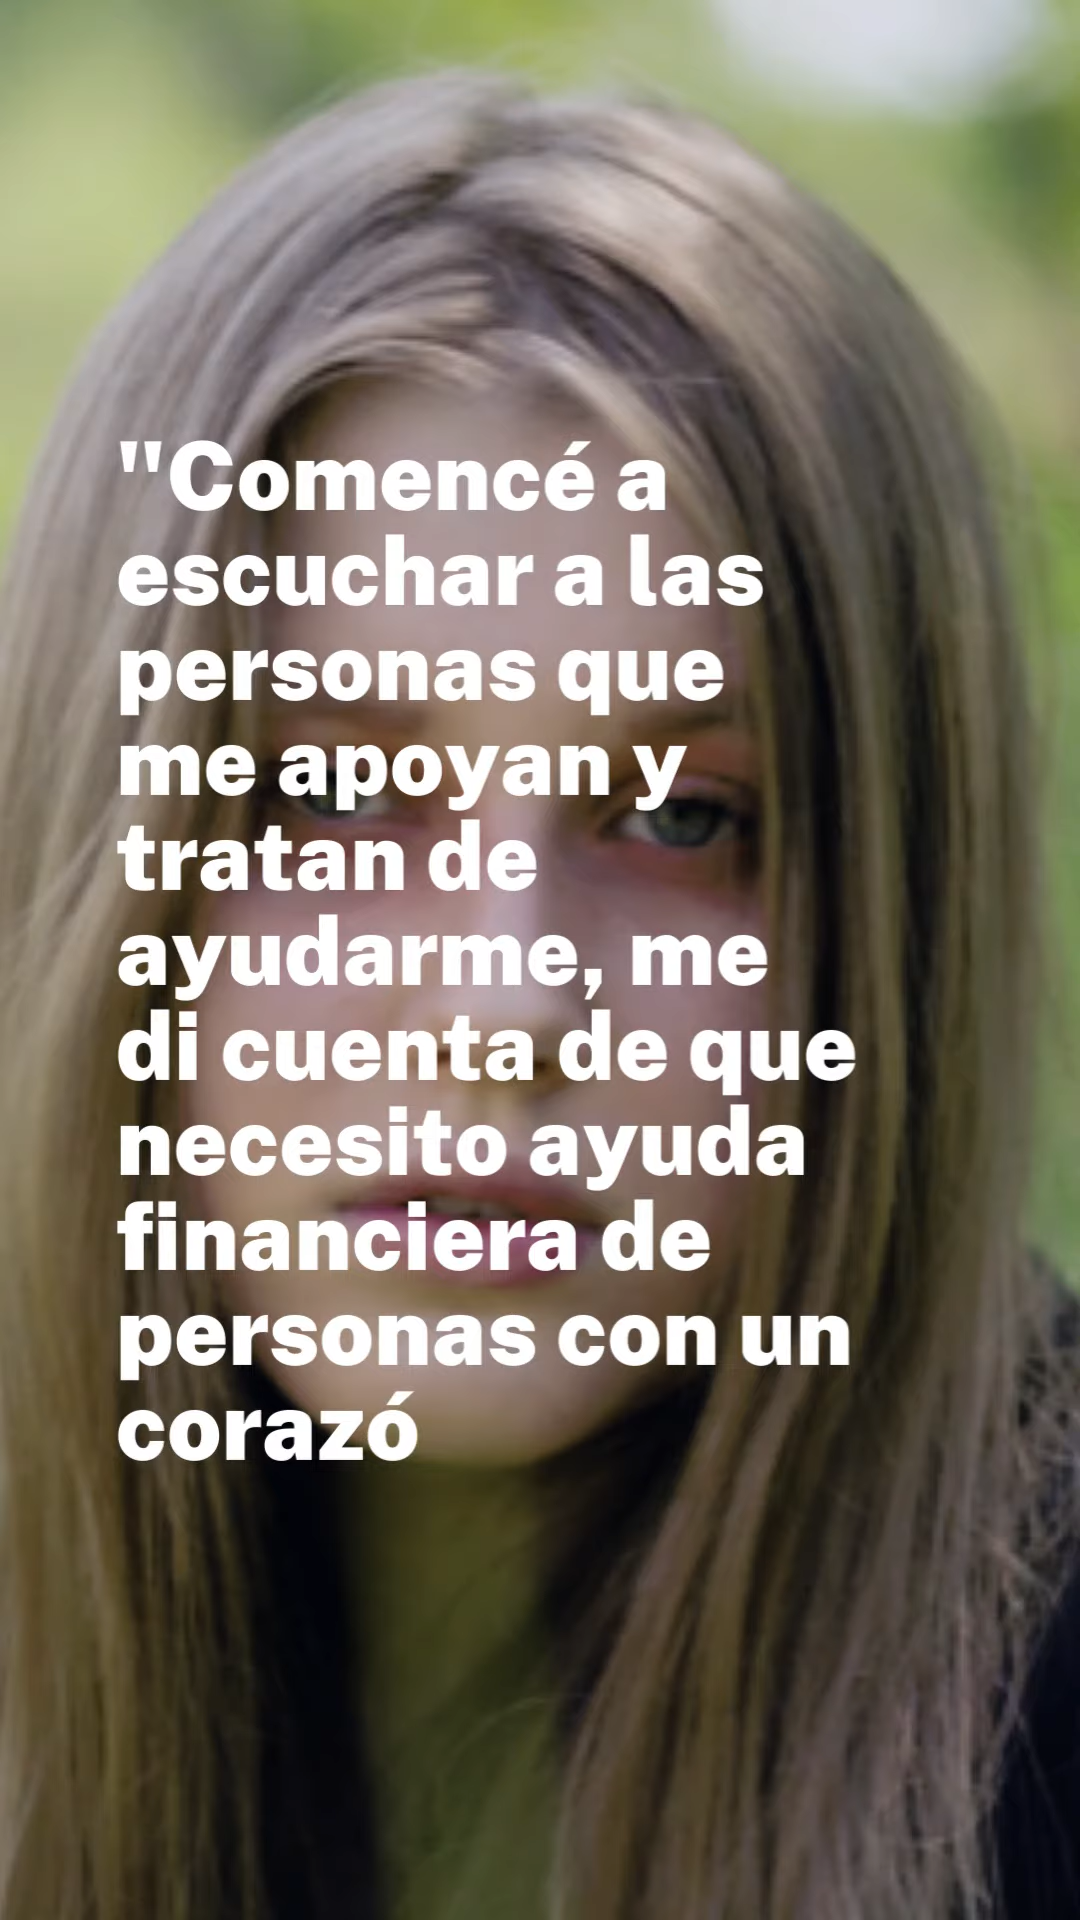 "Comencé a
escuchar a las
personas que
me apoyan y
tratan de
ayudarme, me
di cuenta de que
necesito ayuda
financiera de
personas con un
corazó